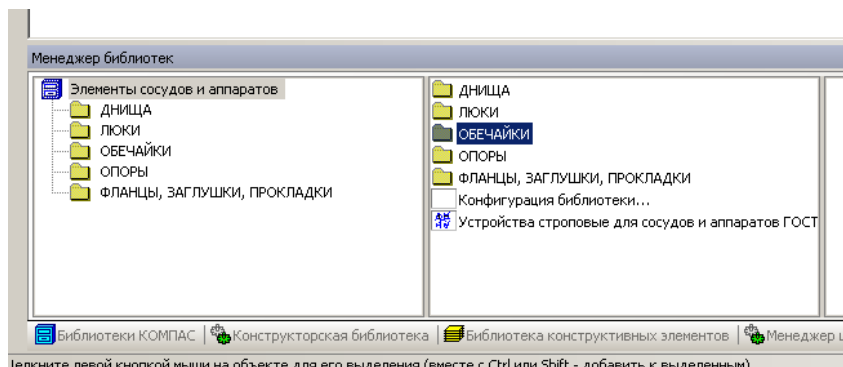 Менеджер библиотек
Элементы сосудов и аппаратов
ДНИЩА
ЛЮКИ
ОБЕЧАЙКИ
ОПОРЫ
ФЛАНЦЫ, ЗАГЛУШКИ, ПРОКЛАДКИ
ДНИЩА
ЛЮКИ
ОБЕЧАЙКИ
ОПОРЫ
ФЛАНЦЫ, ЗАГЛУШКИ, ПРОКЛАДКИ
Конфигурация библиотеки...
Устройства строповые для сосудов и аппаратов ГОСТ
Библиотеки КОМПАС Конструкторская библиотека Библиотека конструктивных элементов Менеджер
левой кнопкой мыши на объекте для его выделения (вместе с Ctrl или Shift - добавить к выделенным)